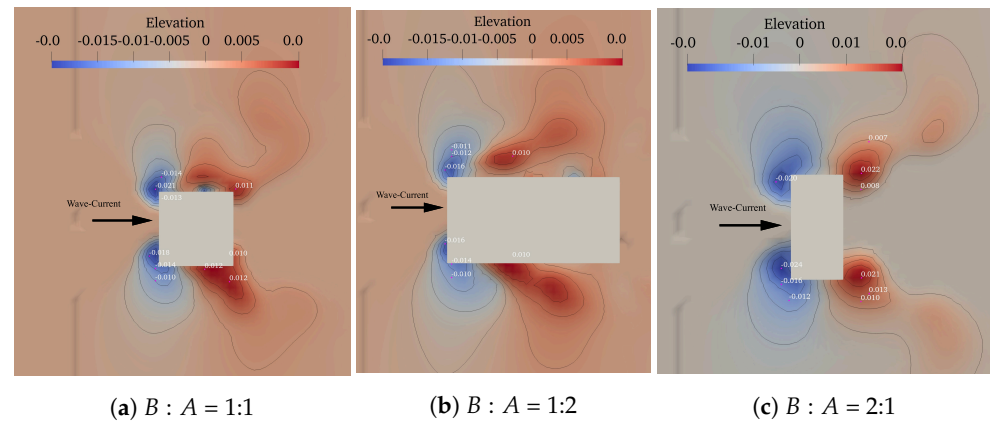 Elevation
-0.0 -0.015-0.01-0.005 0 0.005 0.0
-0.014
-0.021
-0.013
0.011
Wave-Current
-0.018
-0.014
-0.010
0.010
0.012
0.012
(a) B : A = 1:1
Elevation
-0.0 -0.015-0.01-0.005 0 0.005 0.0
-0.011
-0.012
-0.016
0.010
Wave-Current
-0.016
-0.014
-0.010
0.010
(b) B : A = 1:2
Elevation
-0.0 -0.01 0 0.01 0.0
0.007
-0.020
0.022
0.008
Wave-Current
-0.024
-0.016
-0.012
0.021
0.013
0.010
(c) B : A = 2:1